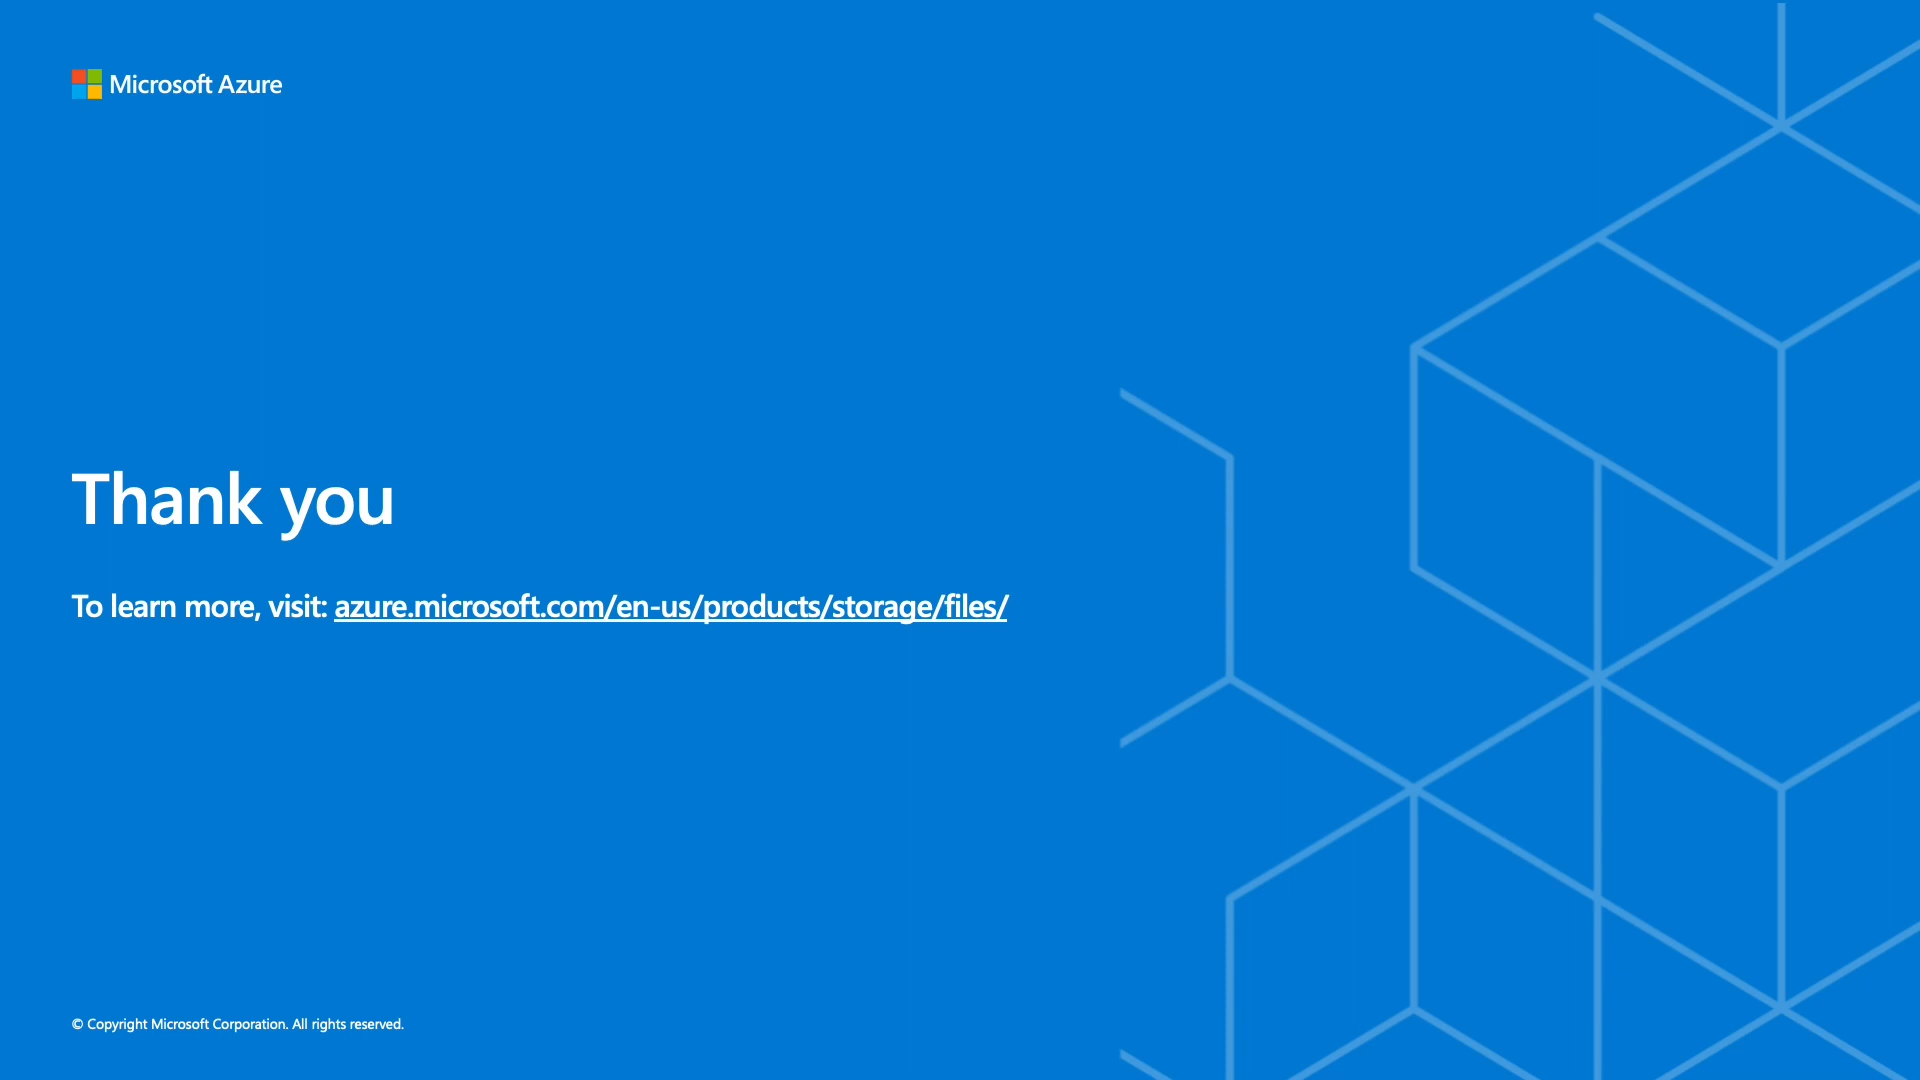 Microsoft Azure
Thank you
To learn more, visit: azure.microsoft.com/en-us/products/storage/files/
© Copyright Microsoft Corporation. All rights reserved.